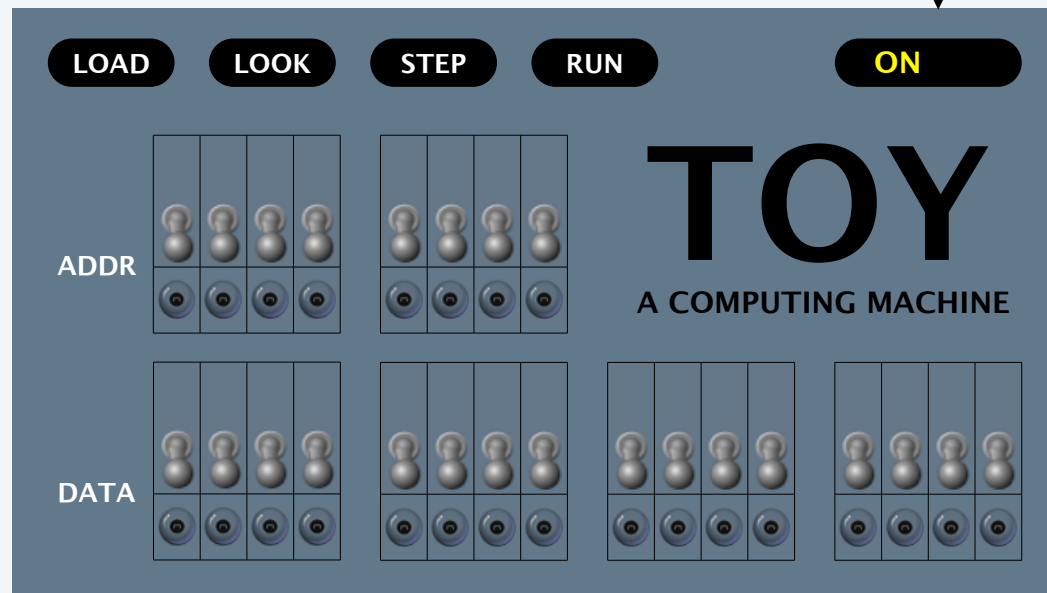 LOAD LOOK STEP RUN ON
TOY
ADDR
A COMPUTING MACHINE
DATA